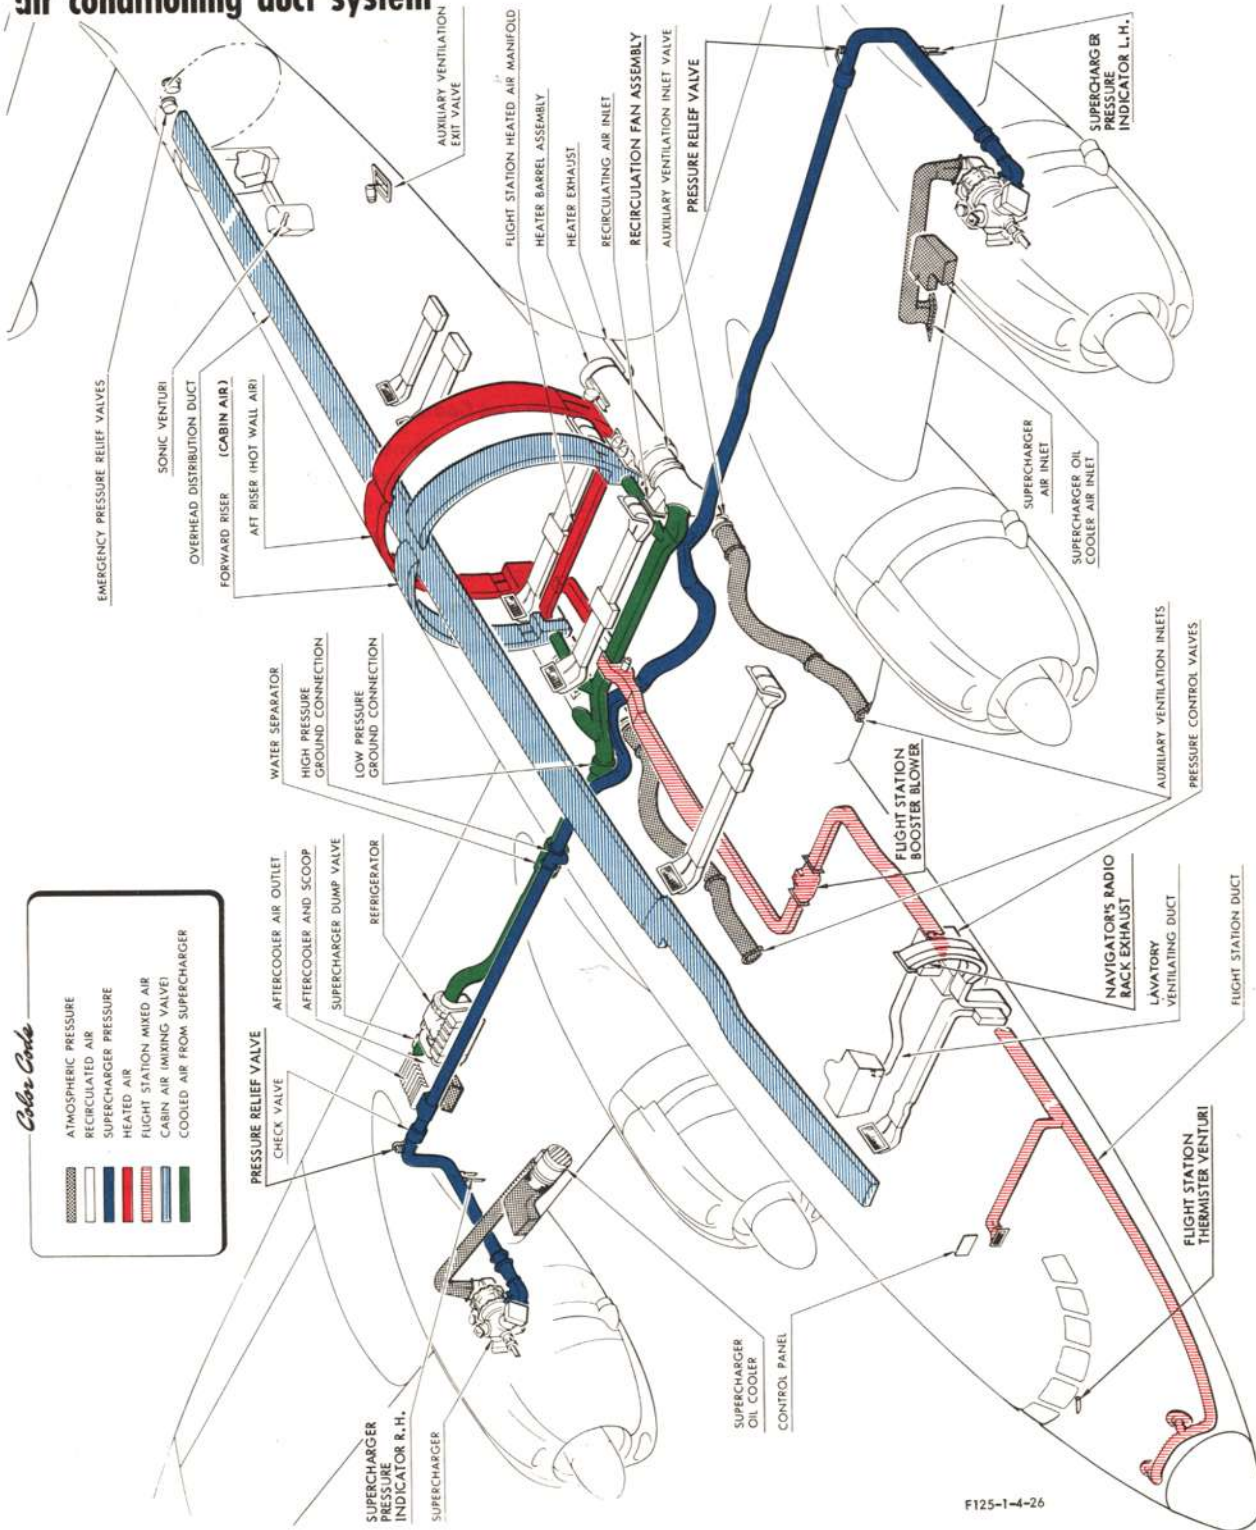 air conditioning duct system
Color Code
ATMOSPHERIC PRESSURE
RECIRCULATED AIR
SUPERCHARGER PRESSURE
HEATED AIR
FLIGHT STATION MIXED AIR
CABIN AIR (MIXING VALVE)
COOLED AIR FROM SUPERCHARGER
EMERGENCY PRESSURE RELIEF VALVES
SONIC VENTURI
OVERHEAD DISTRIBUTION DUCT
FORWARD RISER (CABIN AIR)
AFT RISER (HOT WALL AIR)
AUXILIARY VENTILATION
EXIT VALVE
FLIGHT STATION HEATED AIR MANIFOLD
HEATER BARREL ASSEMBLY
HEATER EXHAUST
RECIRCULATING AIR INLET
RECIRCULATION FAN ASSEMBLY
AUXILIARY VENTILATION INLET VALVE
PRESSURE RELIEF VALVE
SUPERCHARGER
PRESSURE
INDICATOR L.H.
WATER SEPARATOR
HIGH PRESSURE
GROUND CONNECTION
LOW PRESSURE
GROUND CONNECTION
AFTERCOOLER AIR OUTLET
AFTERCOOLER AND SCOOP
SUPERCHARGER DUMP VALVE
REFRIGERATOR
PRESSURE RELIEF VALVE
CHECK VALVE
SUPERCHARGER
AIR INLET
SUPERCHARGER OIL
COOLER AIR INLET
AUXILIARY VENTILATION INLETS
PRESSURE CONTROL VALVES
FLIGHT STATION
BOOSTER BLOWER
NAVIGATOR'S RADIO
RACK EXHAUST
LAVATORY
VENTILATING DUCT
FLIGHT STATION DUCT
FLIGHT STATION
THERMISTER VENTURI
SUPERCHARGER
OIL COOLER
CONTROL PANEL
SUPERCHARGER
PRESSURE
INDICATOR R.H.
SUPERCHARGER
F125-1-4-26